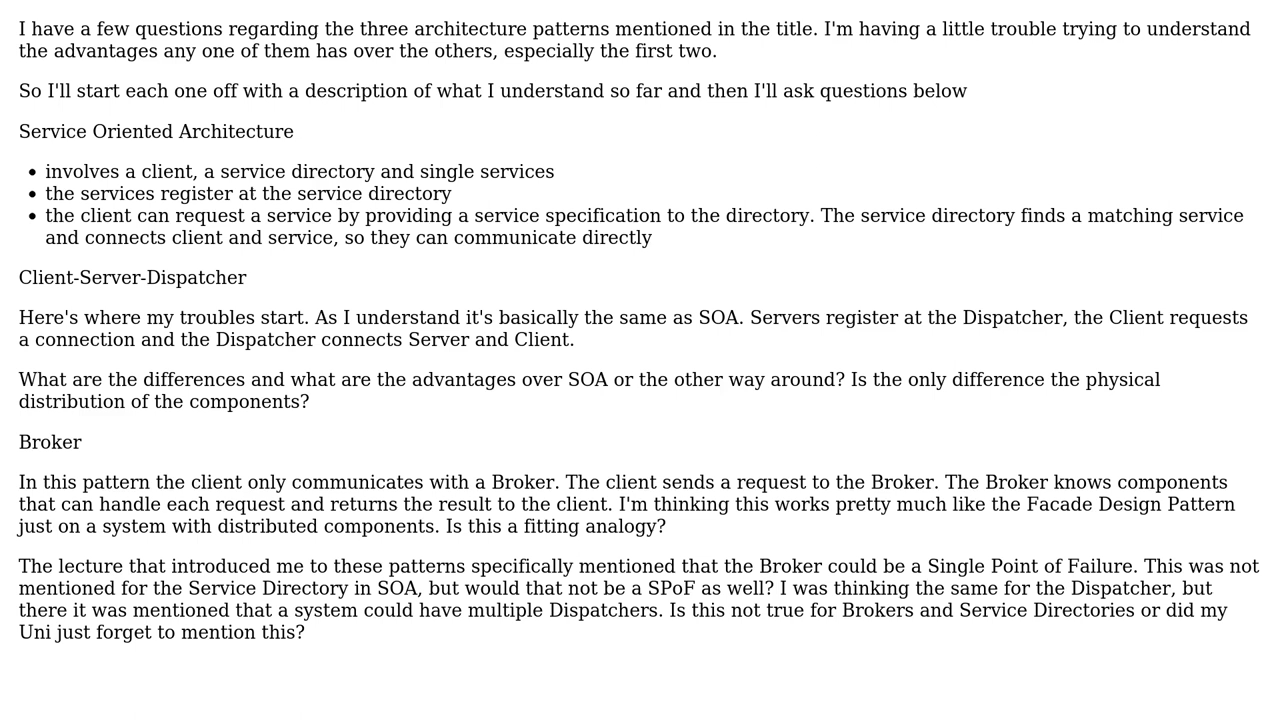 I have a few questions regarding the three architecture patterns mentioned in the title. I'm having a little trouble trying to understand
the advantages any one of them has over the others, especially the first two.
So I'll start each one off with a description of what I understand so far and then I'll ask questions below
Service Oriented Architecture
• involves a client, a service directory and single services
• the services register at the service directory
• the client can request a service by providing a service specification to the directory. The service directory finds a matching service
and connects client and service, so they can communicate directly
Client-Server-Dispatcher
Here's where my troubles start. As I understand it's basically the same as SOA. Servers register at the Dispatcher, the Client requests
a connection and the Dispatcher connects Server and Client.
What are the differences and what are the advantages over SOA or the other way around? Is the only difference the physical
distribution of the components?
Broker
In this pattern the client only communicates with a Broker. The client sends a request to the Broker. The Broker knows components
that can handle each request and returns the result to the client. I'm thinking this works pretty much like the Facade Design Pattern
just on a system with distributed components. Is this a fitting analogy?
The lecture that introduced me to these patterns specifically mentioned that the Broker could be a Single Point of Failure. This was not
mentioned for the Service Directory in SOA, but would that not be a SPoF as well? I was thinking the same for the Dispatcher, but
there it was mentioned that a system could have multiple Dispatchers. Is this not true for Brokers and Service Directories or did my
Uni just forget to mention this?